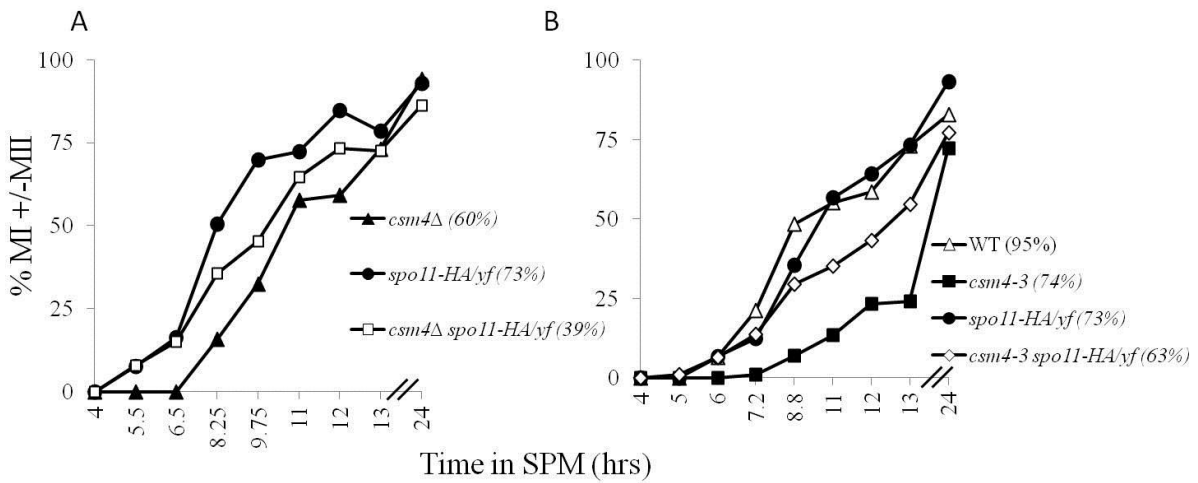 A
B
% MI +/-MII
100
75
50
25
0
csm4Δ (60%)
spo11-HA/yf (73%)
csm4Δ spo11-HA/yf (39%)
4
5.5
6.5
8.25
9.75
11
12
13
24
100
75
50
25
0
WT (95%)
csm4-3 (74%)
spo11-HA/yf (73%)
csm4-3 spo11-HA/yf (63%)
4
5
6
7.2
8.8
11
12
13
24
Time in SPM (hrs)